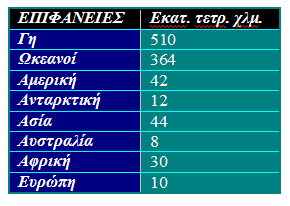 ΕΠΙΦΑΝΕΙΕΣ Εκατ. τετρ. χλμ.
Γη 510
Ωκεανοί 364
Αμερική 42
Ανταρκτική 12
Ασία 44
Αυστραλία 8
Αφρική 30
Ευρώπη 10